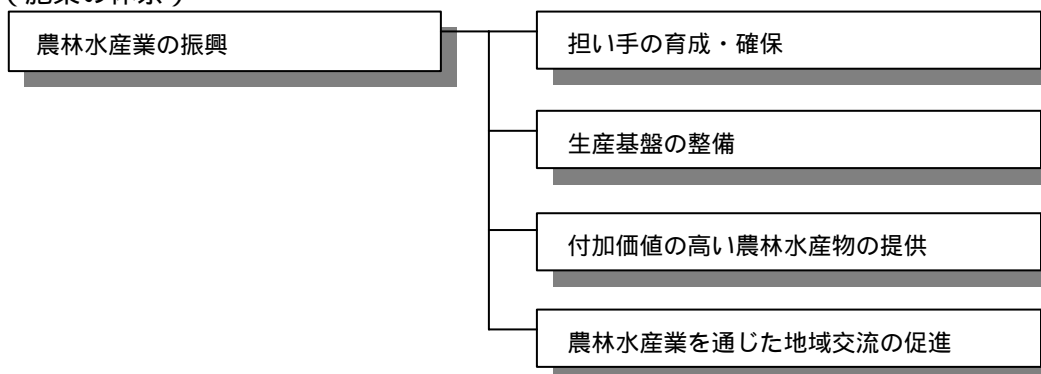 （施策の体系）
農林水産業の振興
担い手の育成・確保
生産基盤の整備
付加価値の高い農林水産物の提供
農林水産業を通じた地域交流の促進